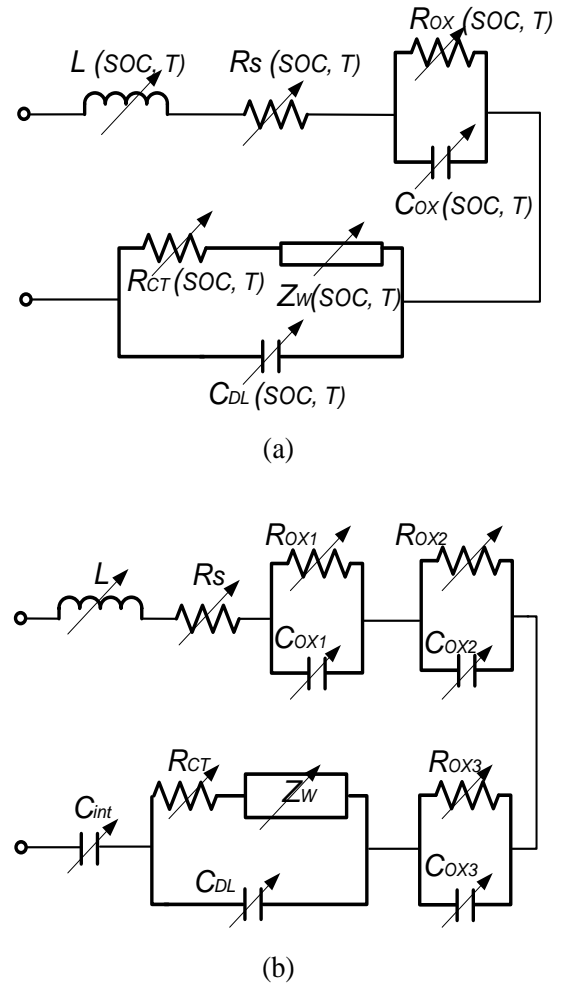 ROX (SOC, T)
L (SOC, T)
RS (SOC, T)
COX (SOC, T)
RCT (SOC, T)
ZW (SOC, T)
CDL (SOC, T)
(a)
ROX1
ROX2
L
RS
COX1
COX2
RCT
ZW
ROX3
Cint
CDL
COX3
(b)